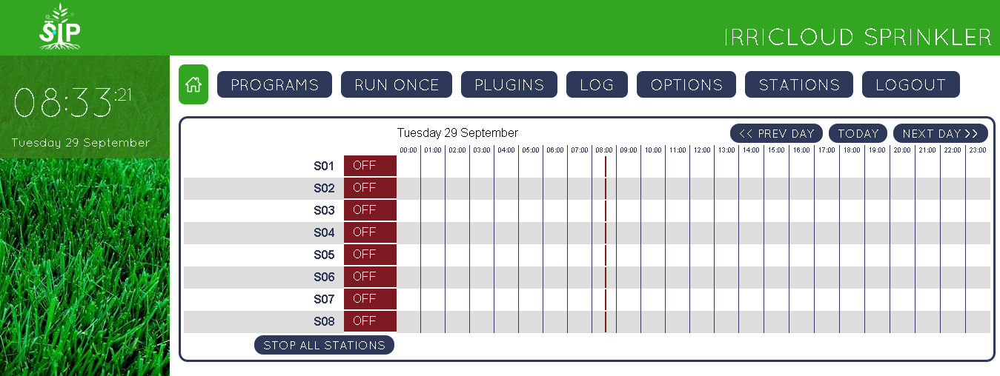 SIP
IRRICLOUD SPRINKLER
08:33:21
Tuesday 29 September
PROGRAMS RUN ONCE PLUGINS LOG OPTIONS STATIONS LOGOUT
Tuesday 29 September << PREV DAY TODAY NEXT DAY >>
00:00 01:00 02:00 03:00 04:00 05:00 06:00 07:00 08:00 09:00 10:00 11:00 12:00 13:00 14:00 15:00 16:00 17:00 18:00 19:00 20:00 21:00 22:00 23:00
S01 OFF
S02 OFF
S03 OFF
S04 OFF
S05 OFF
S06 OFF
S07 OFF
S08 OFF
STOP ALL STATIONS